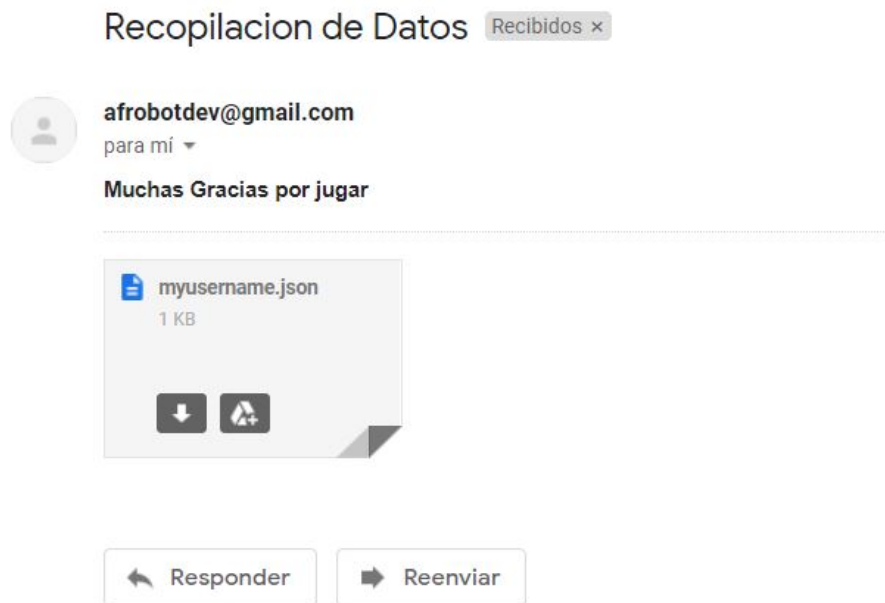 Recopilacion de Datos Recibidos ×
afrobotdev@gmail.com
para mí
Muchas Gracias por jugar
myusername.json
1 KB
Responder Reenviar